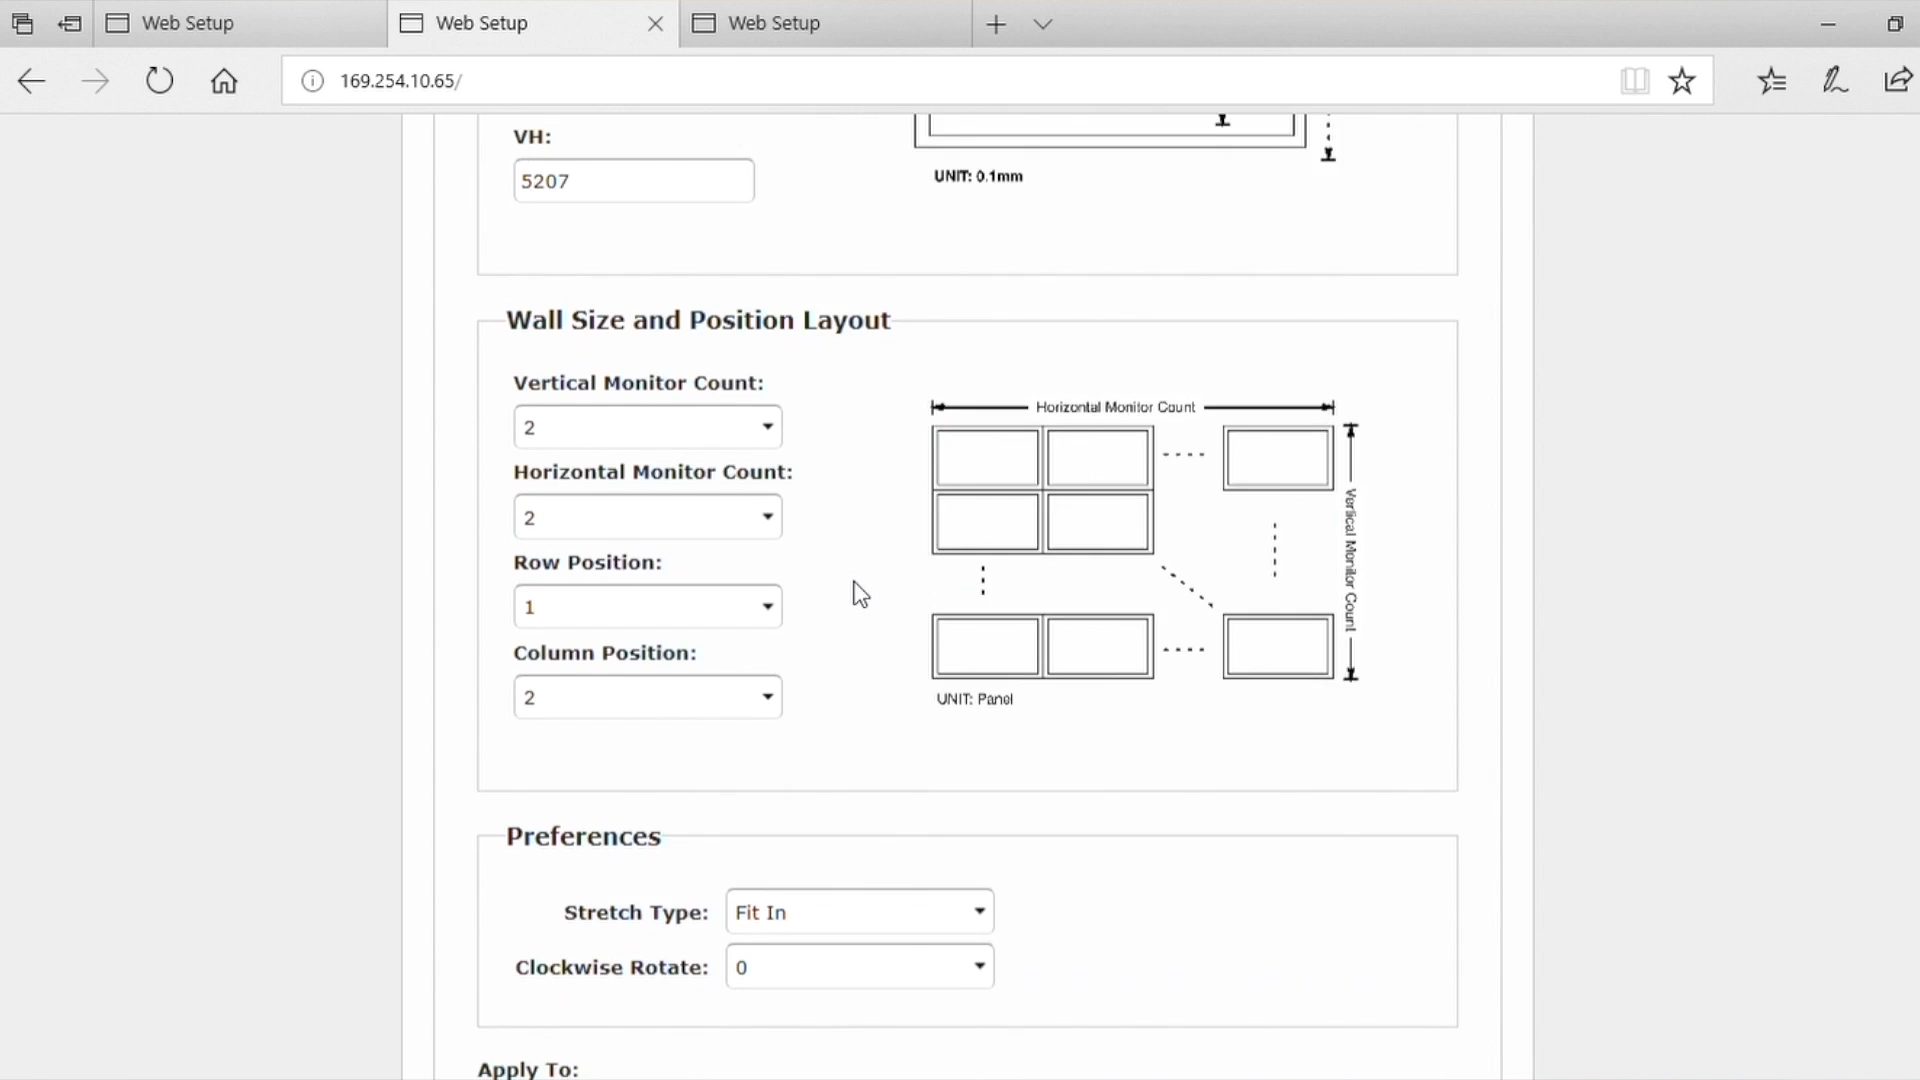 Web Setup
Web Setup
Web Setup
169.254.10.65/
VH:
5207
UNIT: 0.1mm
Wall Size and Position Layout
Vertical Monitor Count:
2
Horizontal Monitor Count:
2
Row Position:
1
Column Position:
2
Horizontal Monitor Count
Vertical Monitor Count
UNIT: Panel
Preferences
Stretch Type:
Fit In
Clockwise Rotate:
0
Apply To: